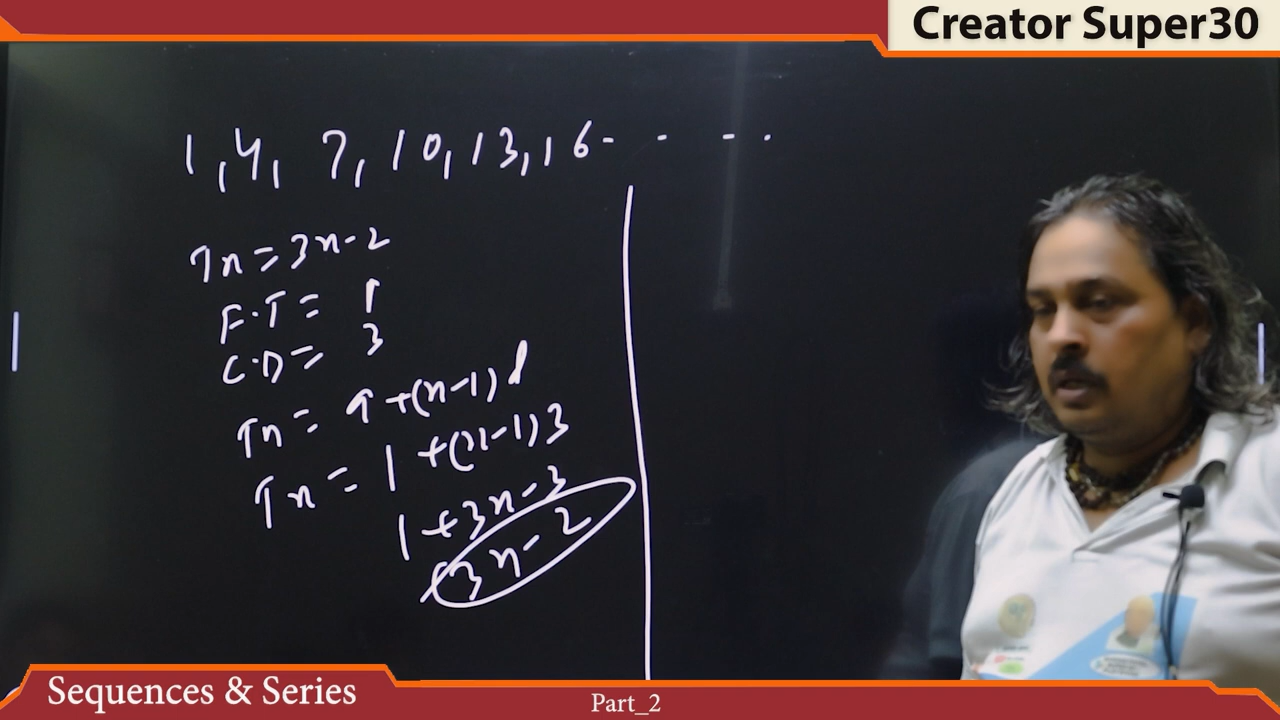 Creator Super30
1, 4, 7, 10, 13, 16- - - -
Tn = 3n-2
F.T = 1
C.D = 3
Tn = a +(n-1) d
Tn = 1 +(n-1) 3
1 + 3n - 3
3n - 2
Sequences & Series
Part_2